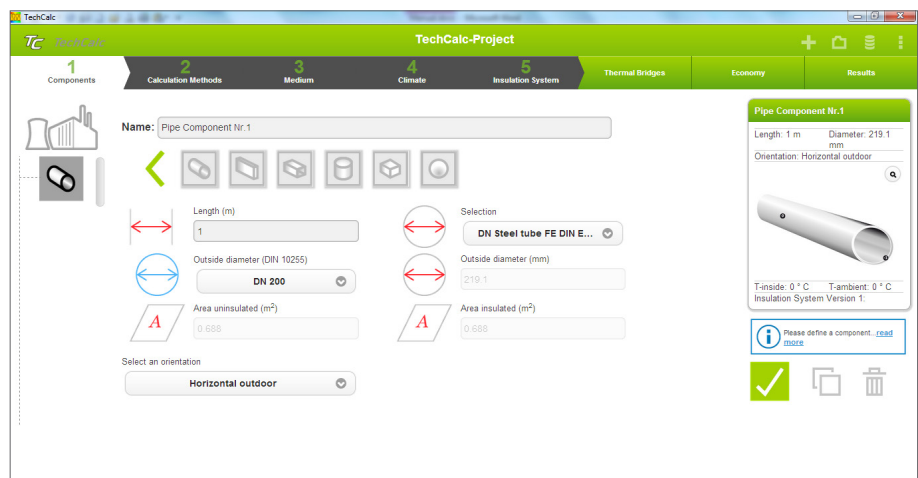 TechCalc
TC TechCalc
TechCalc-Project
1 2 3 4 5
Components Calculation Methods Medium Climate Insulation System Thermal Bridges Economy Results
Name: Pipe Component Nr.1
Length (m)
1
Selection
DN Steel tube FE DIN E...
Outside diameter (DIN 10255)
DN 200
Outside diameter (mm)
219.1
Area uninsulated (m²)
A
0.688
Area insulated (m²)
A
0.688
Select an orientation
Horizontal outdoor
Pipe Component Nr.1
Length: 1 m Diameter: 219.1
mm
Orientation: Horizontal outdoor
T-inside: 0 ° C T-ambient: 0 ° C
Insulation System Version 1:
i
Please define a component...read
more